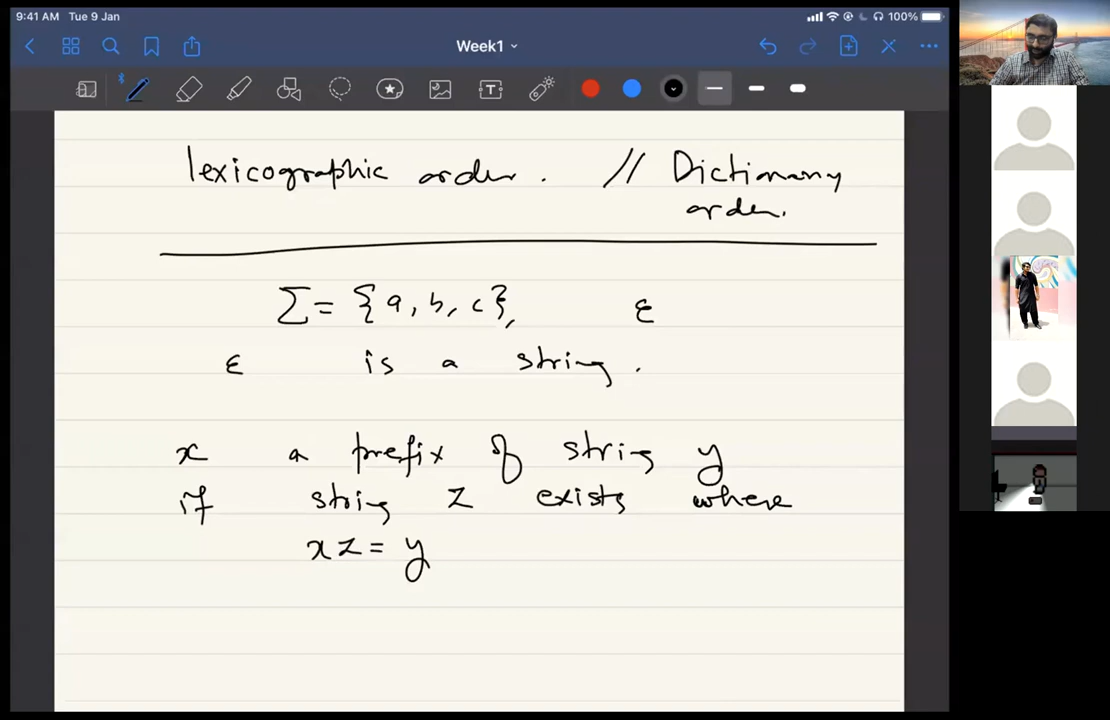 9:41 AM Tue 9 Jan
100%
Week1
T
lexicographic order. // Dictionary
order.
Σ = {a, b, c}, ε
ε is a string.
x a prefix of string y
if string z exists where
xz = y